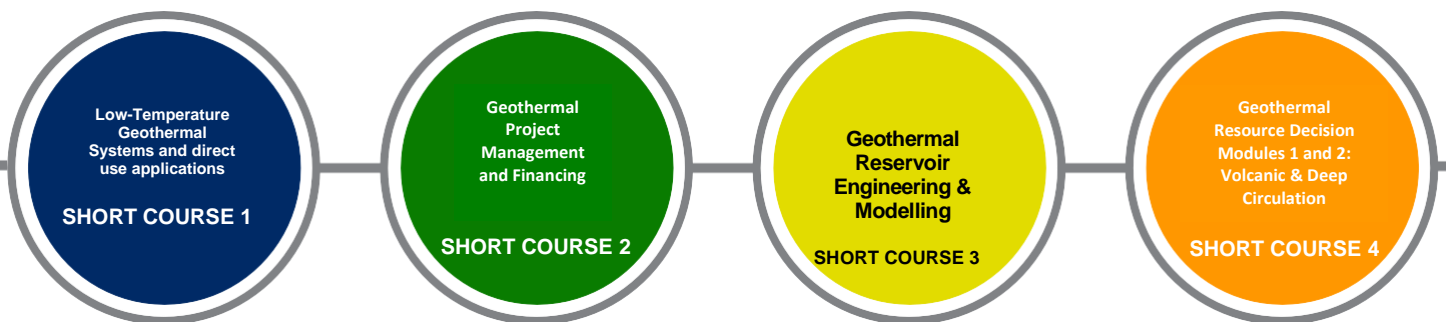 Low-Temperature
Geothermal
Systems and direct
use applications
SHORT COURSE 1
Geothermal
Project
Management
and Financing
SHORT COURSE 2
Geothermal
Reservoir
Engineering &
Modelling
SHORT COURSE 3
Geothermal
Resource Decision
Modules 1 and 2:
Volcanic & Deep
Circulation
SHORT COURSE 4